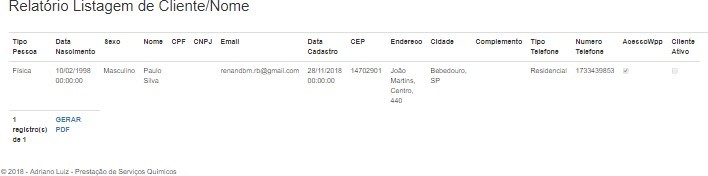 Relatório Listagem de Cliente/Nome
Tipo Pessoa Data Nascimento Sexo Nome CPF CNPJ Email Data Cadastro CEP Endereco Cidade Complemento Tipo Telefone Numero Telefone AcessoWpp Cliente Ativo
Física 10/02/1998 00:00:00 Masculino Paulo Silva renandbm.rb@gmail.com 28/11/2018 00:00:00 14702901 João Martins, Centro, 440 Bebedouro, SP Residencial 1733439853
1 registro(s) de 1 GERAR PDF
© 2018 - Adriano Luiz - Prestação de Serviços Químicos